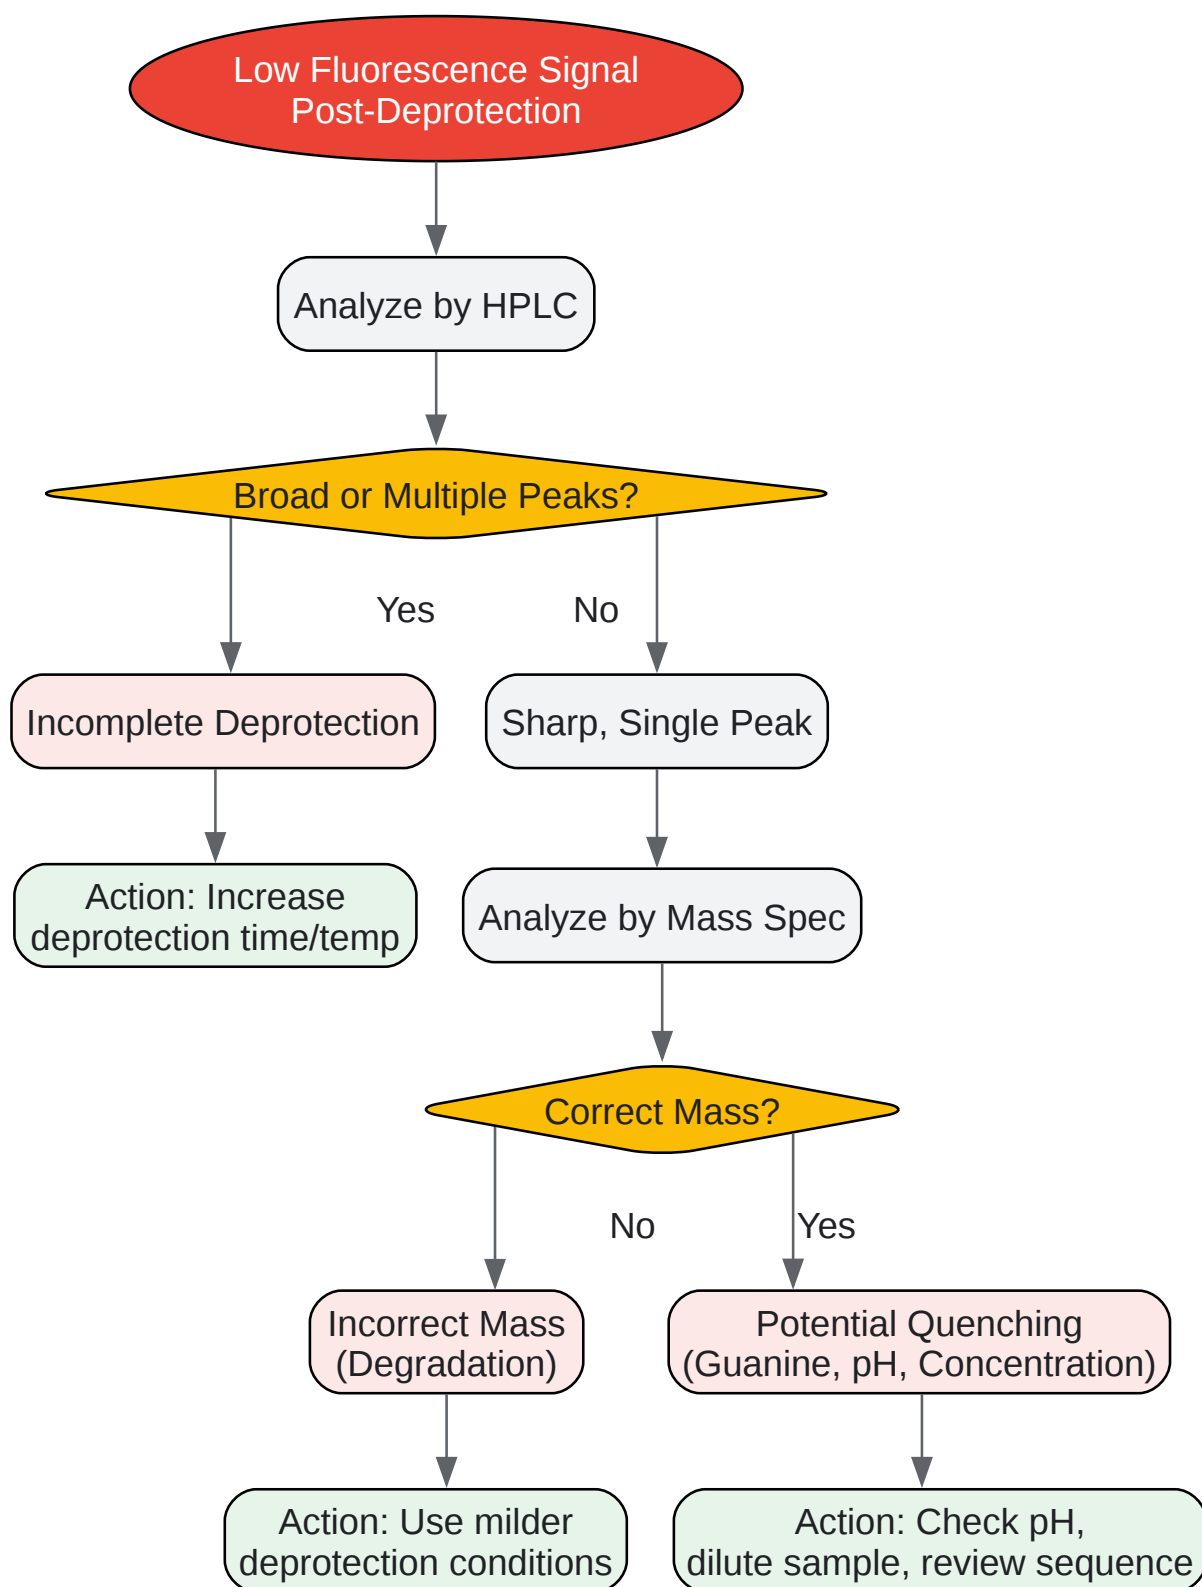 Low Fluorescence Signal
Post-Deprotection
Analyze by HPLC
Broad or Multiple Peaks?
Yes
No
Incomplete Deprotection
Sharp, Single Peak
Action: Increase
deprotection time/temp
Analyze by Mass Spec
Correct Mass?
No
Yes
Incorrect Mass
(Degradation)
Potential Quenching
(Guanine, pH, Concentration)
Action: Use milder
deprotection conditions
Action: Check pH,
dilute sample, review sequence